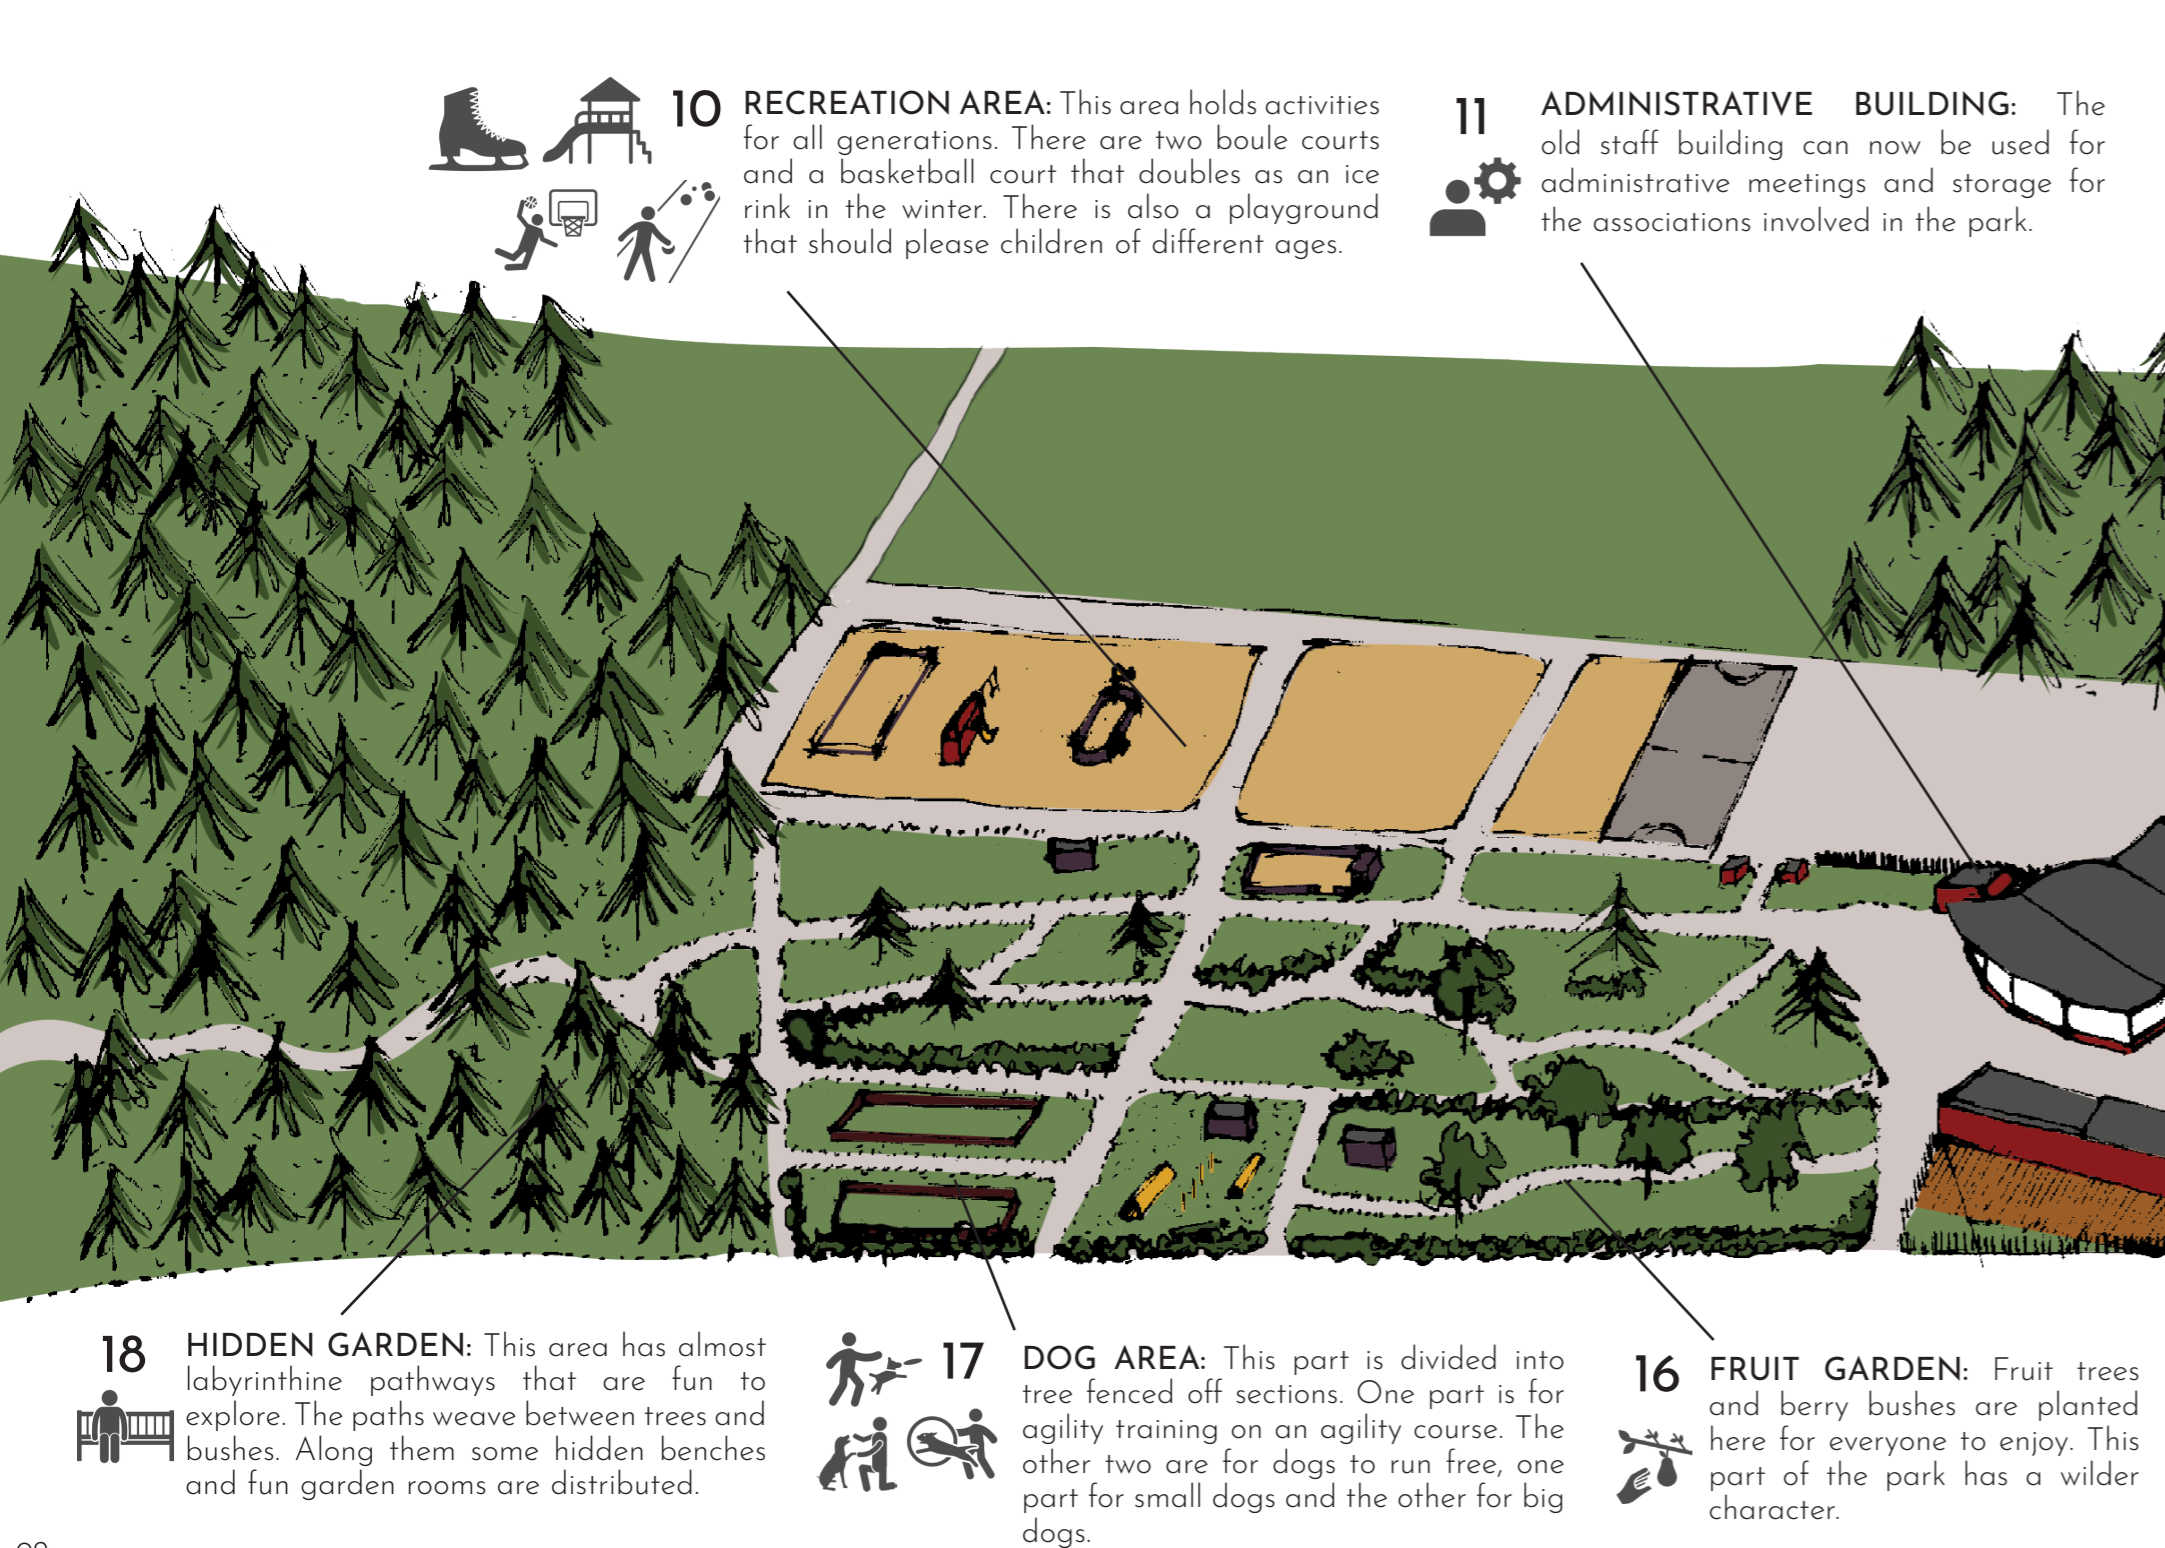 10 RECREATION AREA: This area holds activities
for all generations. There are two boule courts
and a basketball court that doubles as an ice
rink in the winter. There is also a playground
that should please children of different ages.
11 ADMINISTRATIVE BUILDING: The
old staff building can now be used for
administrative meetings and storage for
the associations involved in the park.
18 HIDDEN GARDEN: This area has almost
labyrinthine pathways that are fun to
explore. The paths weave between trees and
bushes. Along them some hidden benches
and fun garden rooms are distributed.
17 DOG AREA: This part is divided into
tree fenced off sections. One part is for
agility training on an agility course. The
other two are for dogs to run free, one
part for small dogs and the other for big
dogs.
16 FRUIT GARDEN: Fruit trees
and berry bushes are planted
here for everyone to enjoy. This
part of the park has a wilder
character.